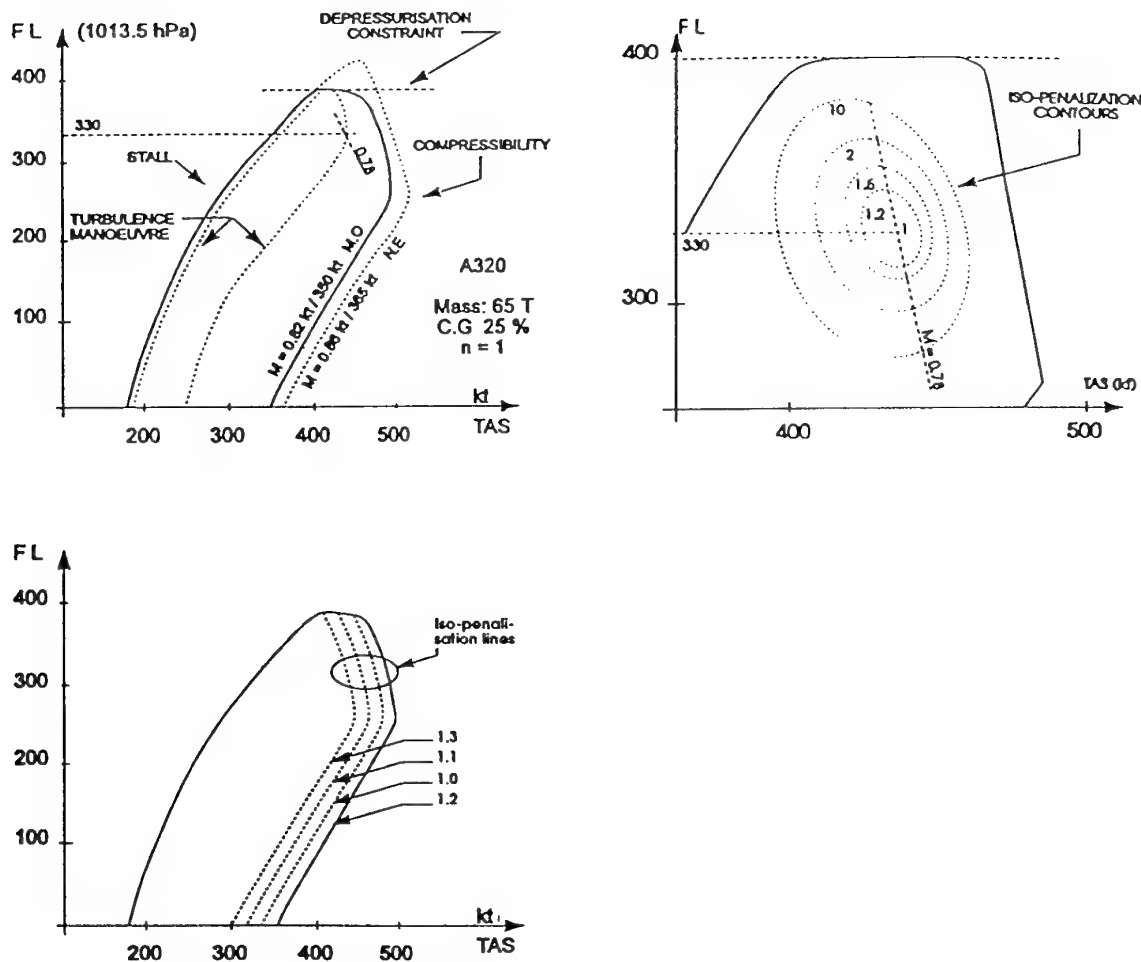 FL (1013.5 hPa)
DEPRESSURISATION
CONSTRAINT
400
330
300
200
100
STALL
TURBULENCE
MANOEUVRE
0.78
COMPRESSIBILITY
M = 0.82 kt / 350 kt M.O
M = 0.86 kt / 365 kt N.E
A320
Mass: 65 T
C.G 25 %
n = 1
kt
TAS
200
300
400
500
FL
400
330
300
10
2
1.6
1.2
1
ISO-PENALIZATION
CONTOURS
M = 0.78
TAS (kt)
400
500
FL
400
300
200
100
Iso-penali-
sation lines
1.3
1.1
1.0
1.2
kt
TAS
200
300
400
500